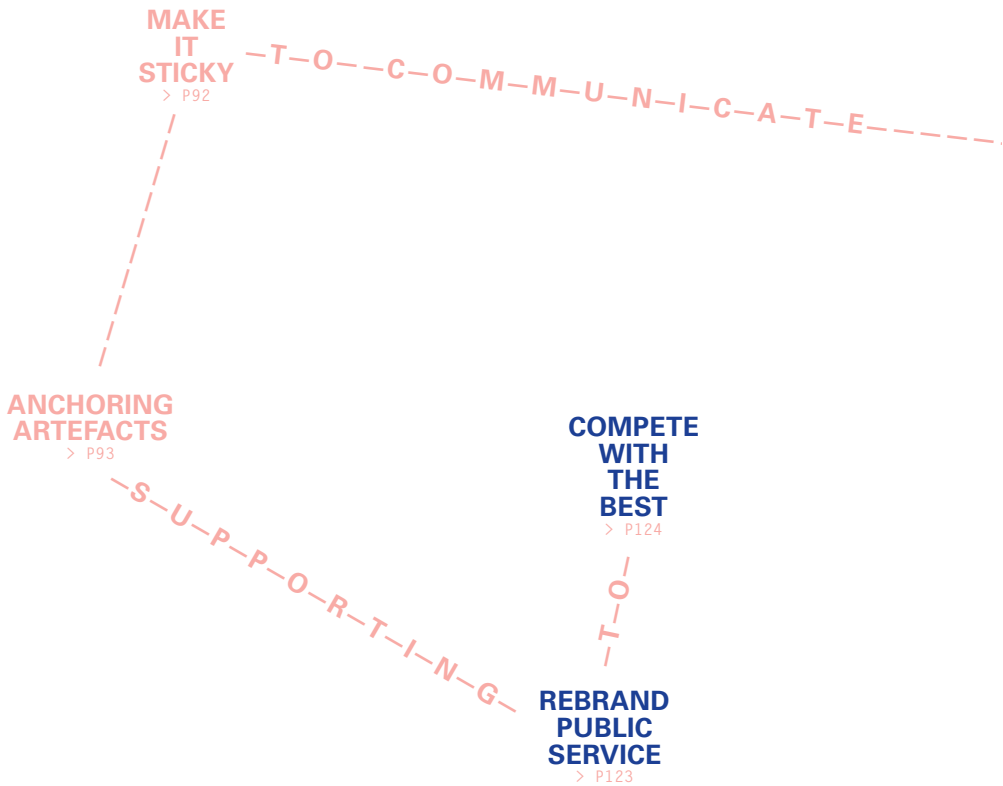 MAKE
IT
STICKY
> P92
TO COMMUNICATE
ANCHORING
ARTEFACTS
> P93
SUPPORTING
COMPETE
WITH
THE
BEST
> P124
TO
REBRAND
PUBLIC
SERVICE
> P123